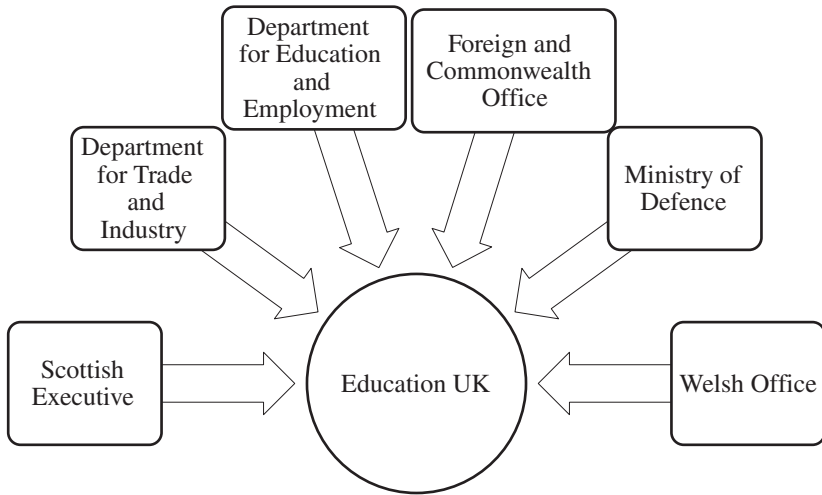 Department
for Education
and
Employment
Foreign and
Commonwealth
Office
Department
for Trade
and
Industry
Ministry of
Defence
Scottish
Executive
Education UK
Welsh Office